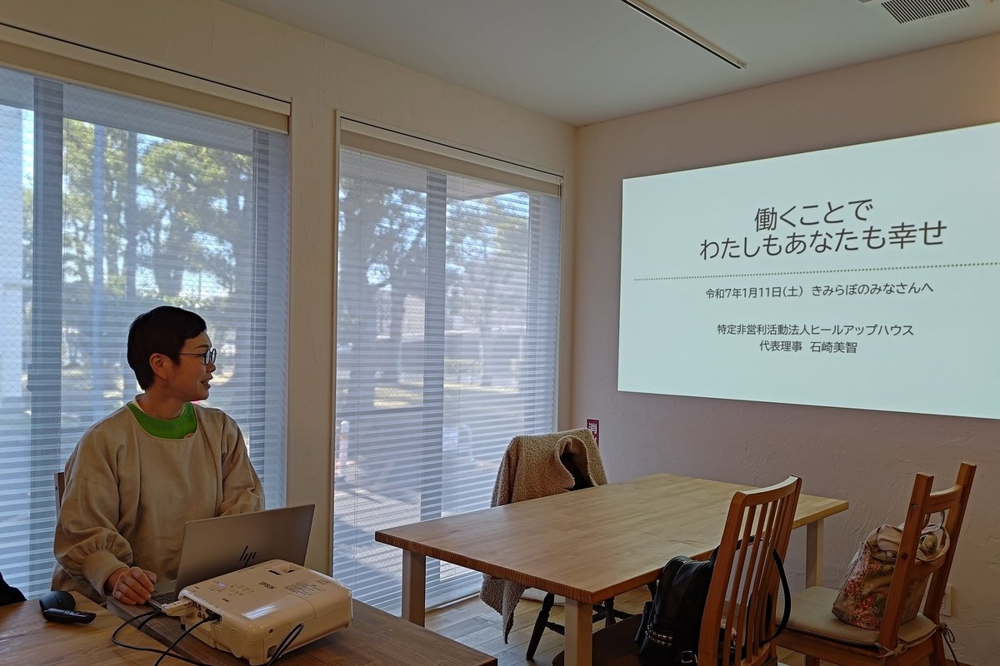 働くことで
わたしもあなたも幸せ
令和7年1月11日(土) きみらぼのみなさんへ
特定非営利活動法人ヒールアップハウス
代表理事 石崎美智
hp
EPSON
消